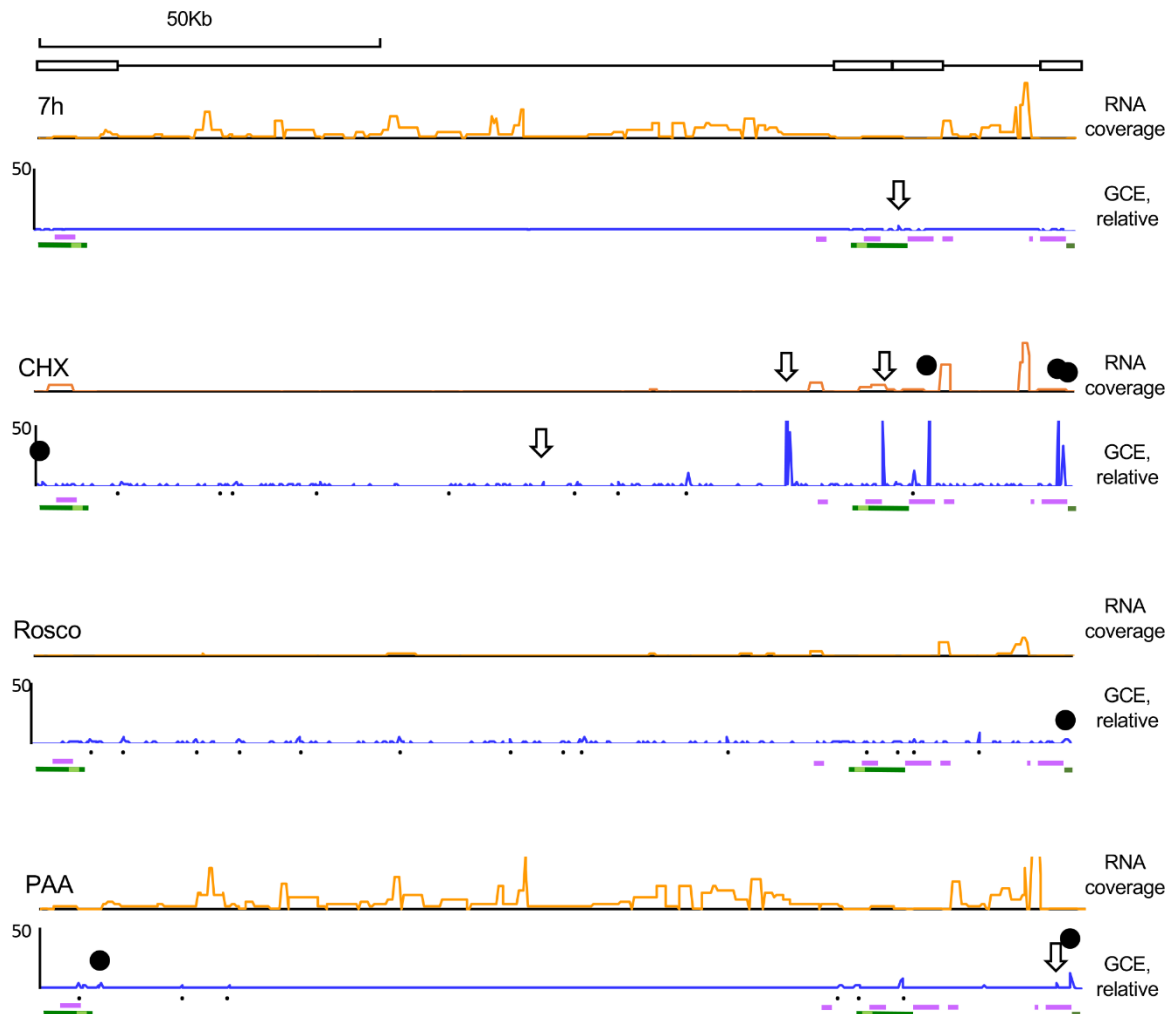 50Kb
7h
RNA
coverage
50
GCE,
relative
CHX
RNA
coverage
50
GCE,
relative
Rosco
RNA
coverage
50
GCE,
relative
PAA
RNA
coverage
50
GCE,
relative